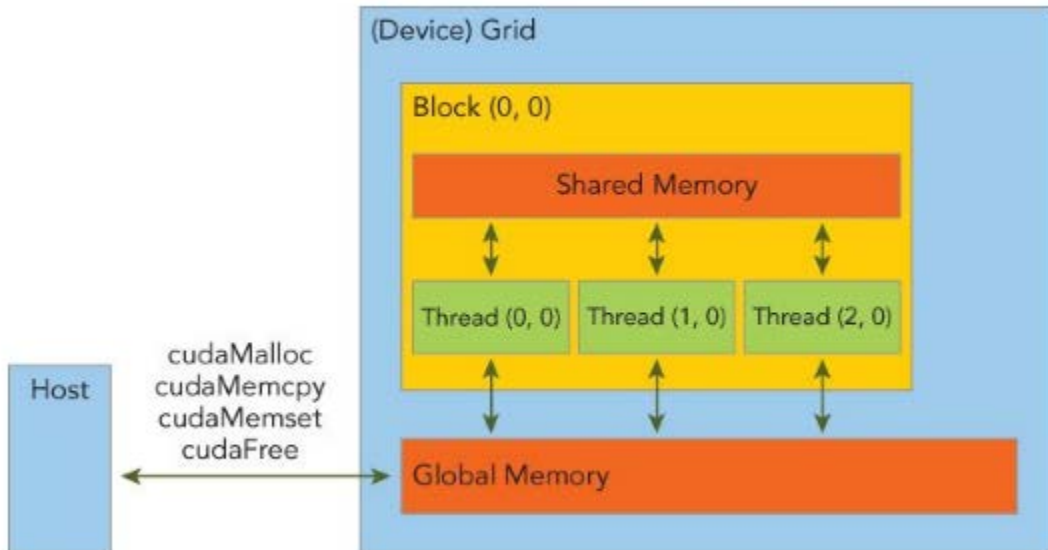 (Device) Grid
Block (0, 0)
Shared Memory
Thread (0, 0)
Thread (1, 0)
Thread (2, 0)
Host
cudaMalloc
cudaMemcpy
cudaMemset
cudaFree
Global Memory